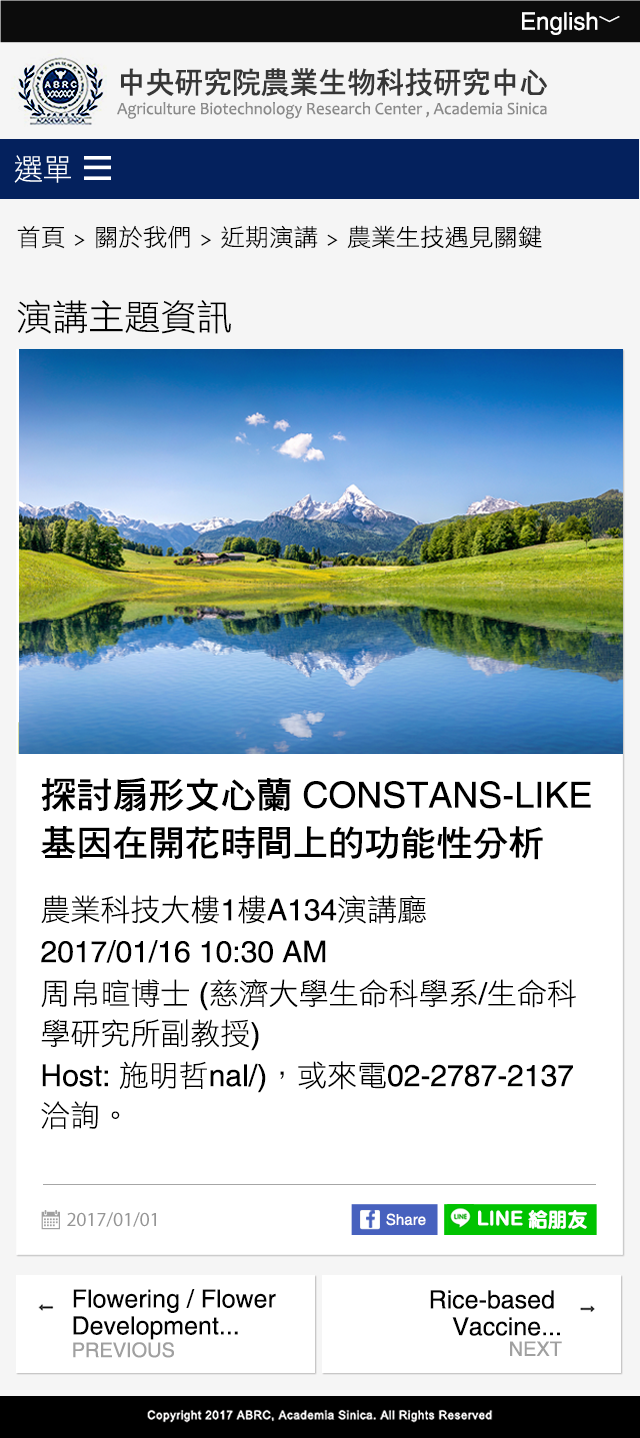 English
ABRC
ACADEMIA SINICA
中央研究院農業生物科技研究中心
Agriculture Biotechnology Research Center , Academia Sinica
選單
首頁 > 關於我們 > 近期演講 > 農業生技遇見關鍵
演講主題資訊
探討扇形文心蘭 CONSTANS-LIKE
基因在開花時間上的功能性分析
農業科技大樓1樓A134演講廳
2017/01/16 10:30 AM
周帛暄博士 (慈濟大學生命科學系/生命科
學研究所副教授)
Host: 施明哲nal/)，或來電02-2787-2137
洽詢。
2017/01/01
Share
LINE 給朋友
← Flowering / Flower
Development...
PREVIOUS
Rice-based →
Vaccine...
NEXT
Copyright 2017 ABRC, Academia Sinica. All Rights Reserved